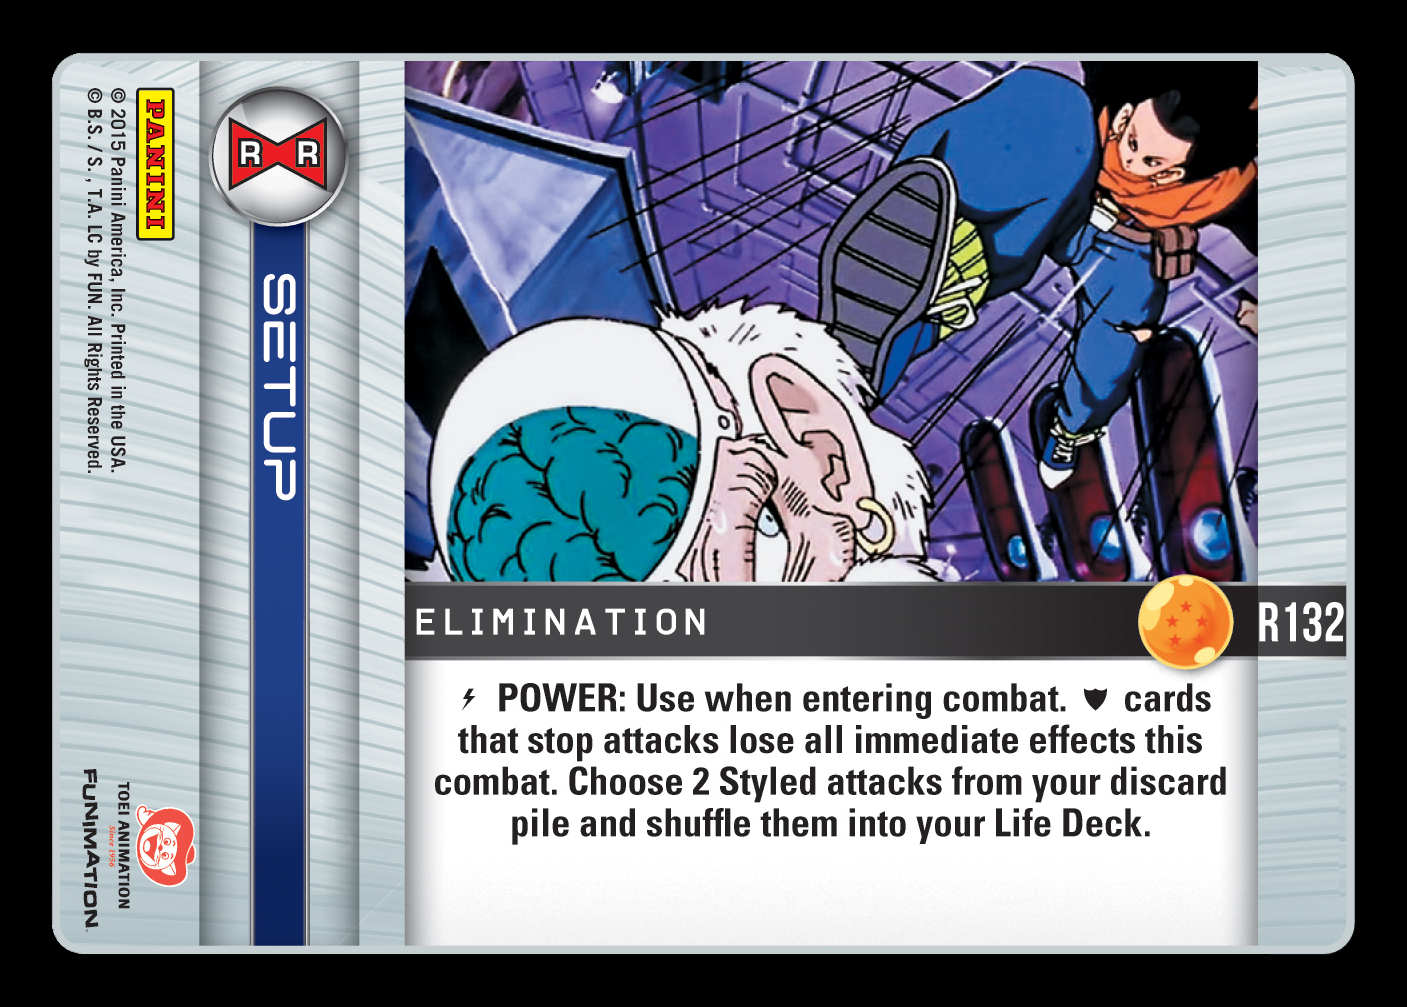 PANINI
© 2015 Panini America, Inc. Printed in the USA.
© B.S. / S. , T.A. LC by FUN. All Rights Reserved.
R R
SETUP
ELIMINATION
R132
POWER: Use when entering combat. cards
that stop attacks lose all immediate effects this
combat. Choose 2 Styled attacks from your discard
pile and shuffle them into your Life Deck.
Since 1956
TOEI ANIMATION
FUNIMATION